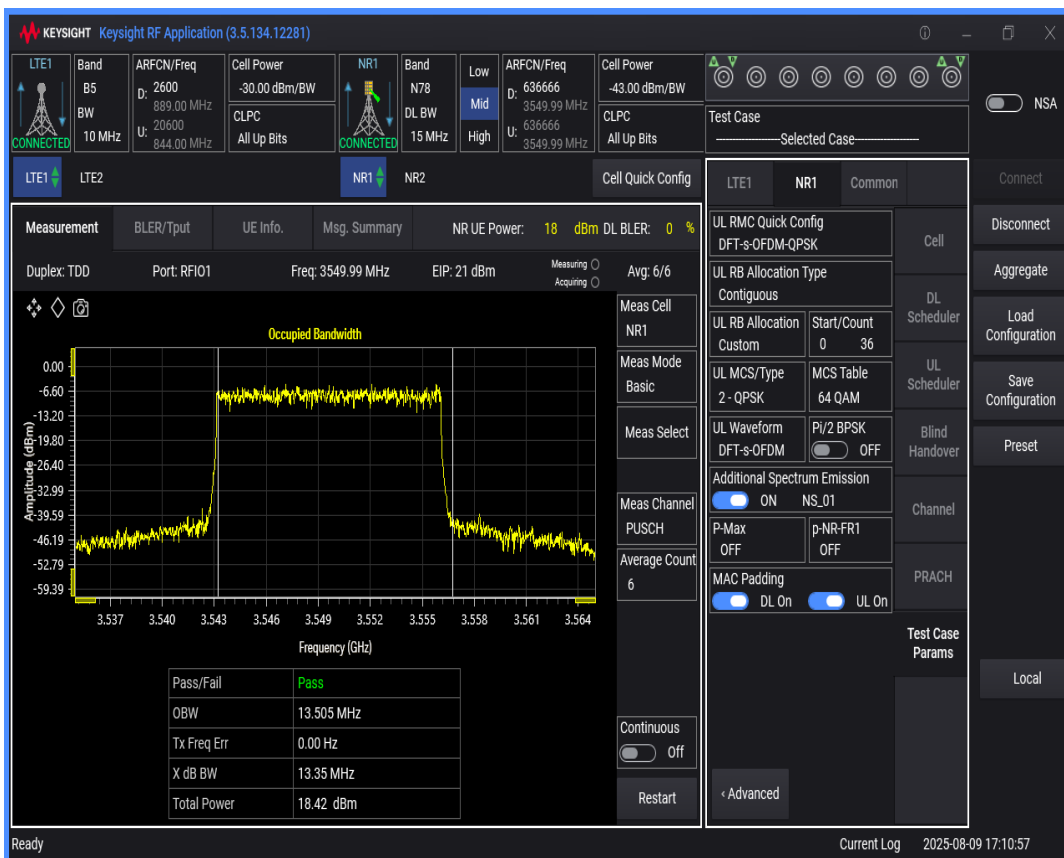 KEYSIGHT Keysight RF Application (3.5.134.12281)
LTE1
CONNECTED
Band
B5
BW
10 MHz
ARFCN/Freq
D: 2600
889.00 MHz
U: 20600
844.00 MHz
Cell Power
-30.00 dBm/BW
CLPC
All Up Bits
NR1
CONNECTED
Band
N78
DL BW
15 MHz
Low
Mid
High
ARFCN/Freq
D: 636666
3549.99 MHz
U: 636666
3549.99 MHz
Cell Power
-43.00 dBm/BW
CLPC
All Up Bits
Test Case
----------------Selected Case----------------
NSA
LTE1 LTE2 NR1 NR2 Cell Quick Config
Measurement BLER/Tput UE Info. Msg. Summary NR UE Power: 18 dBm DL BLER: 0 %
Duplex: TDD Port: RFIO1 Freq: 3549.99 MHz EIP: 21 dBm Measuring Avg: 6/6
Acquiring
Occupied Bandwidth
Amplitude (dBm)
0.00
-6.60
-13.20
-19.80
-26.40
-32.99
-39.59
-46.19
-52.79
-59.39
3.537 3.540 3.543 3.546 3.549 3.552 3.555 3.558 3.561 3.564
Frequency (GHz)
Pass/Fail Pass
OBW 13.505 MHz
Tx Freq Err 0.00 Hz
X dB BW 13.35 MHz
Total Power 18.42 dBm
Meas Cell
NR1
Meas Mode
Basic
Meas Select
Meas Channel
PUSCH
Average Count
6
Continuous
Off
Restart
LTE1 NR1 Common
UL RMC Quick Config
DFT-s-OFDM-QPSK
UL RB Allocation Type
Contiguous
UL RB Allocation Start/Count
Custom 0 36
UL MCS/Type MCS Table
2 - QPSK 64 QAM
UL Waveform Pi/2 BPSK
DFT-s-OFDM OFF
Additional Spectrum Emission
ON NS_01
P-Max p-NR-FR1
OFF OFF
MAC Padding
DL On UL On
‹ Advanced
Cell
DL
Scheduler
UL
Scheduler
Blind
Handover
Channel
PRACH
Test Case
Params
Connect
Disconnect
Aggregate
Load
Configuration
Save
Configuration
Preset
Local
Ready Current Log 2025-08-09 17:10:57